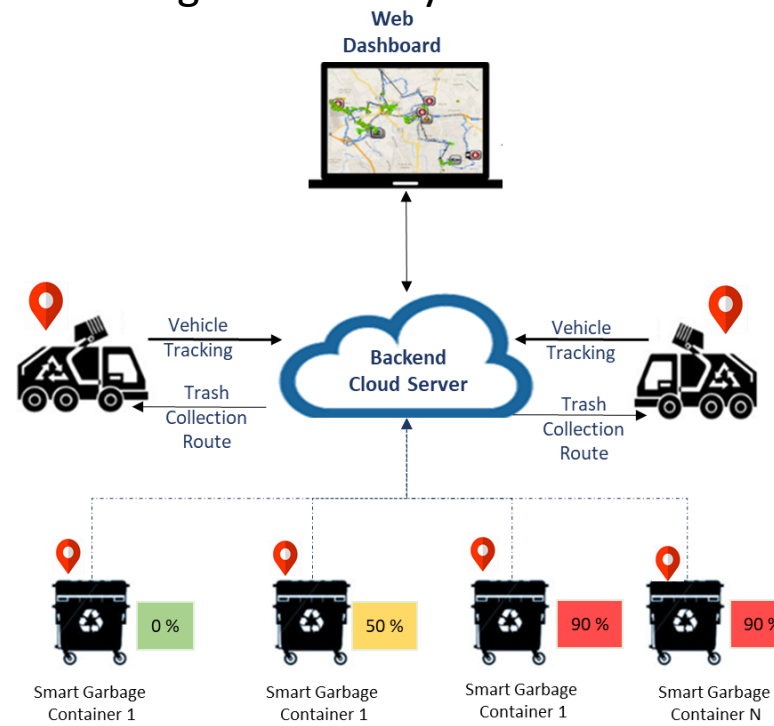 Web
Dashboard
Vehicle
Tracking
Trash
Collection
Route
Backend
Cloud Server
Vehicle
Tracking
Trash
Collection
Route
0 %
50 %
90 %
90 %
Smart Garbage
Container 1
Smart Garbage
Container 1
Smart Garbage
Container 1
Smart Garbage
Container N